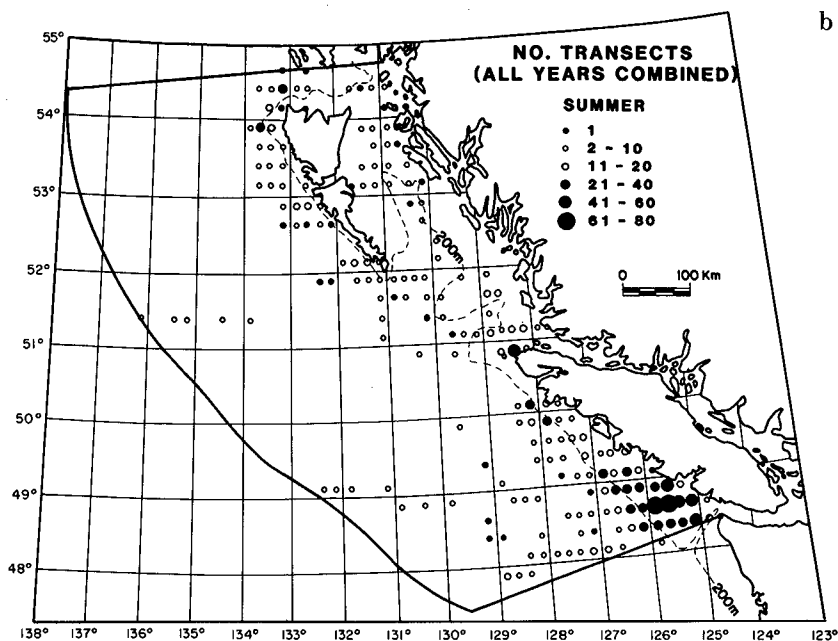 b
55°
NO. TRANSECTS
(ALL YEARS COMBINED)
SUMMER
1
2 - 10
11 - 20
21 - 40
41 - 60
61 - 80
54°
53°
200m
0 100 Km
52°
51°
50°
49°
48°
200m
138° 137° 136° 135° 134° 133° 132° 131° 130° 129° 128° 127° 126° 125° 124° 123°